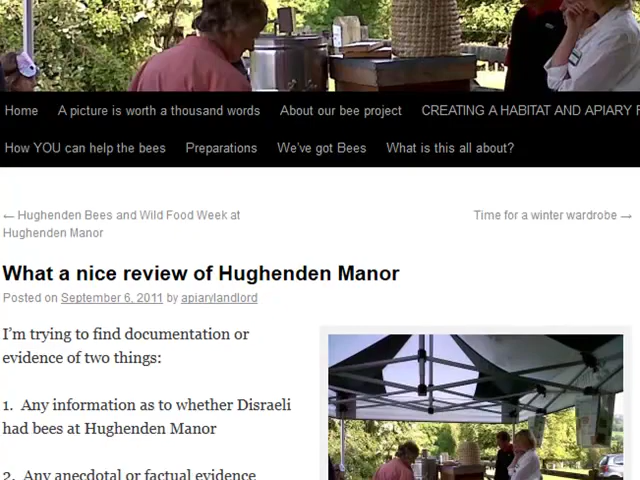 Home A picture is worth a thousand words About our bee project CREATING A HABITAT AND APIARY
How YOU can help the bees Preparations We've got Bees What is this all about?
← Hughenden Bees and Wild Food Week at Hughenden Manor
Time for a winter wardrobe →
What a nice review of Hughenden Manor
Posted on September 6, 2011 by apiarylandlord
I'm trying to find documentation or
evidence of two things:
1. Any information as to whether Disraeli
had bees at Hughenden Manor
2. Any anecdotal or factual evidence